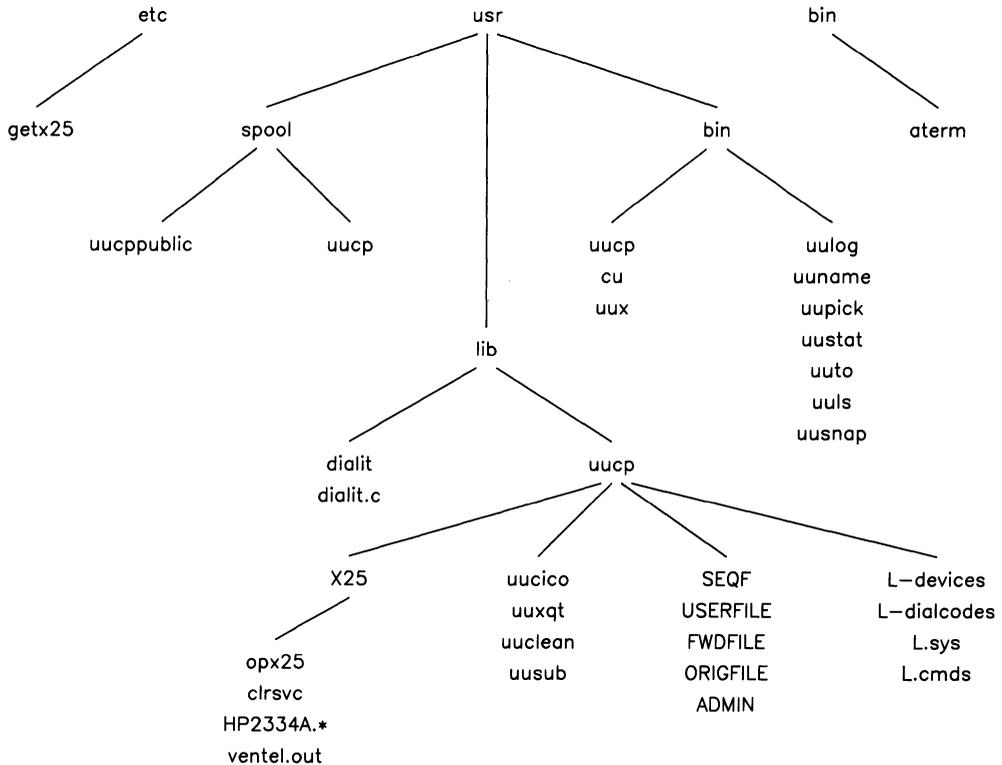 etc usr bin
getx25 spool bin aterm
uucppublic uucp uucp uulog
cu uuname
uux uupick
lib uustat
uuto
uuls
uusnap
dialit uucp
dialit.c
X25 uucico SEQF L-devices
uuxqt USERFILE L-dialcodes
uuclean FWDFILE L.sys
opx25 uusub ORIGFILE L.cmds
clrsvc ADMIN
HP2334A.*
ventel.out